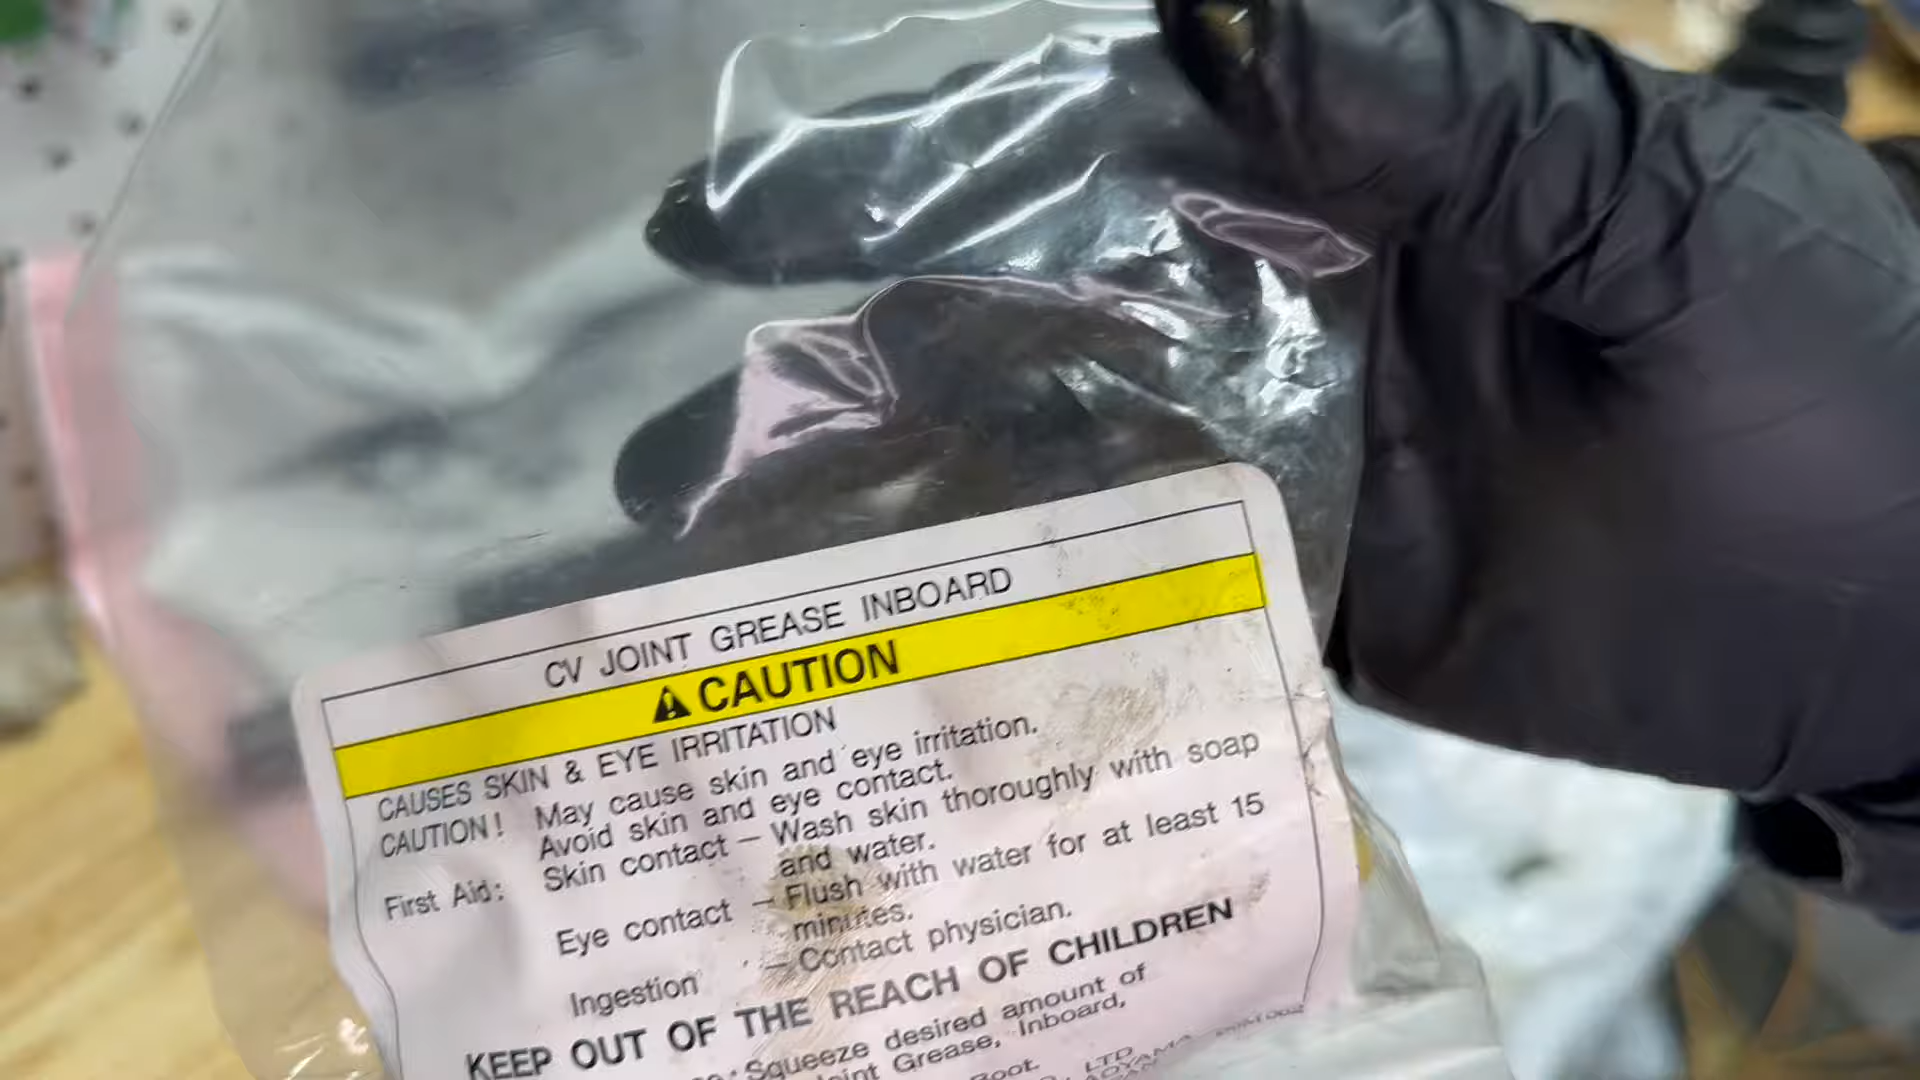 CV JOINT GREASE INBOARD
CAUTION
CAUSES SKIN & EYE IRRITATION
CAUTION! May cause skin and eye irritation.
Avoid skin and eye contact.
First Aid: Skin contact — Wash skin thoroughly with soap
and water.
Eye contact — Flush with water for at least 15
minutes.
Ingestion — Contact physician.
KEEP OUT OF THE REACH OF CHILDREN
Squeeze desired amount of
Grease, Inboard,
Boot.
LTD
AOYAMA